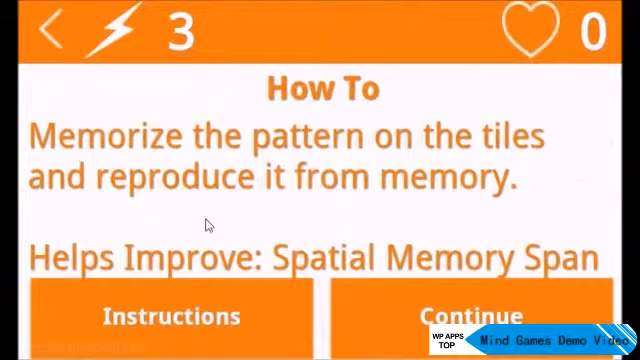 3
0
How To
Memorize the pattern on the tiles
and reproduce it from memory.
Helps Improve: Spatial Memory Span
Instructions
Continue
WP APPS
TOP
Mind Games Demo Video